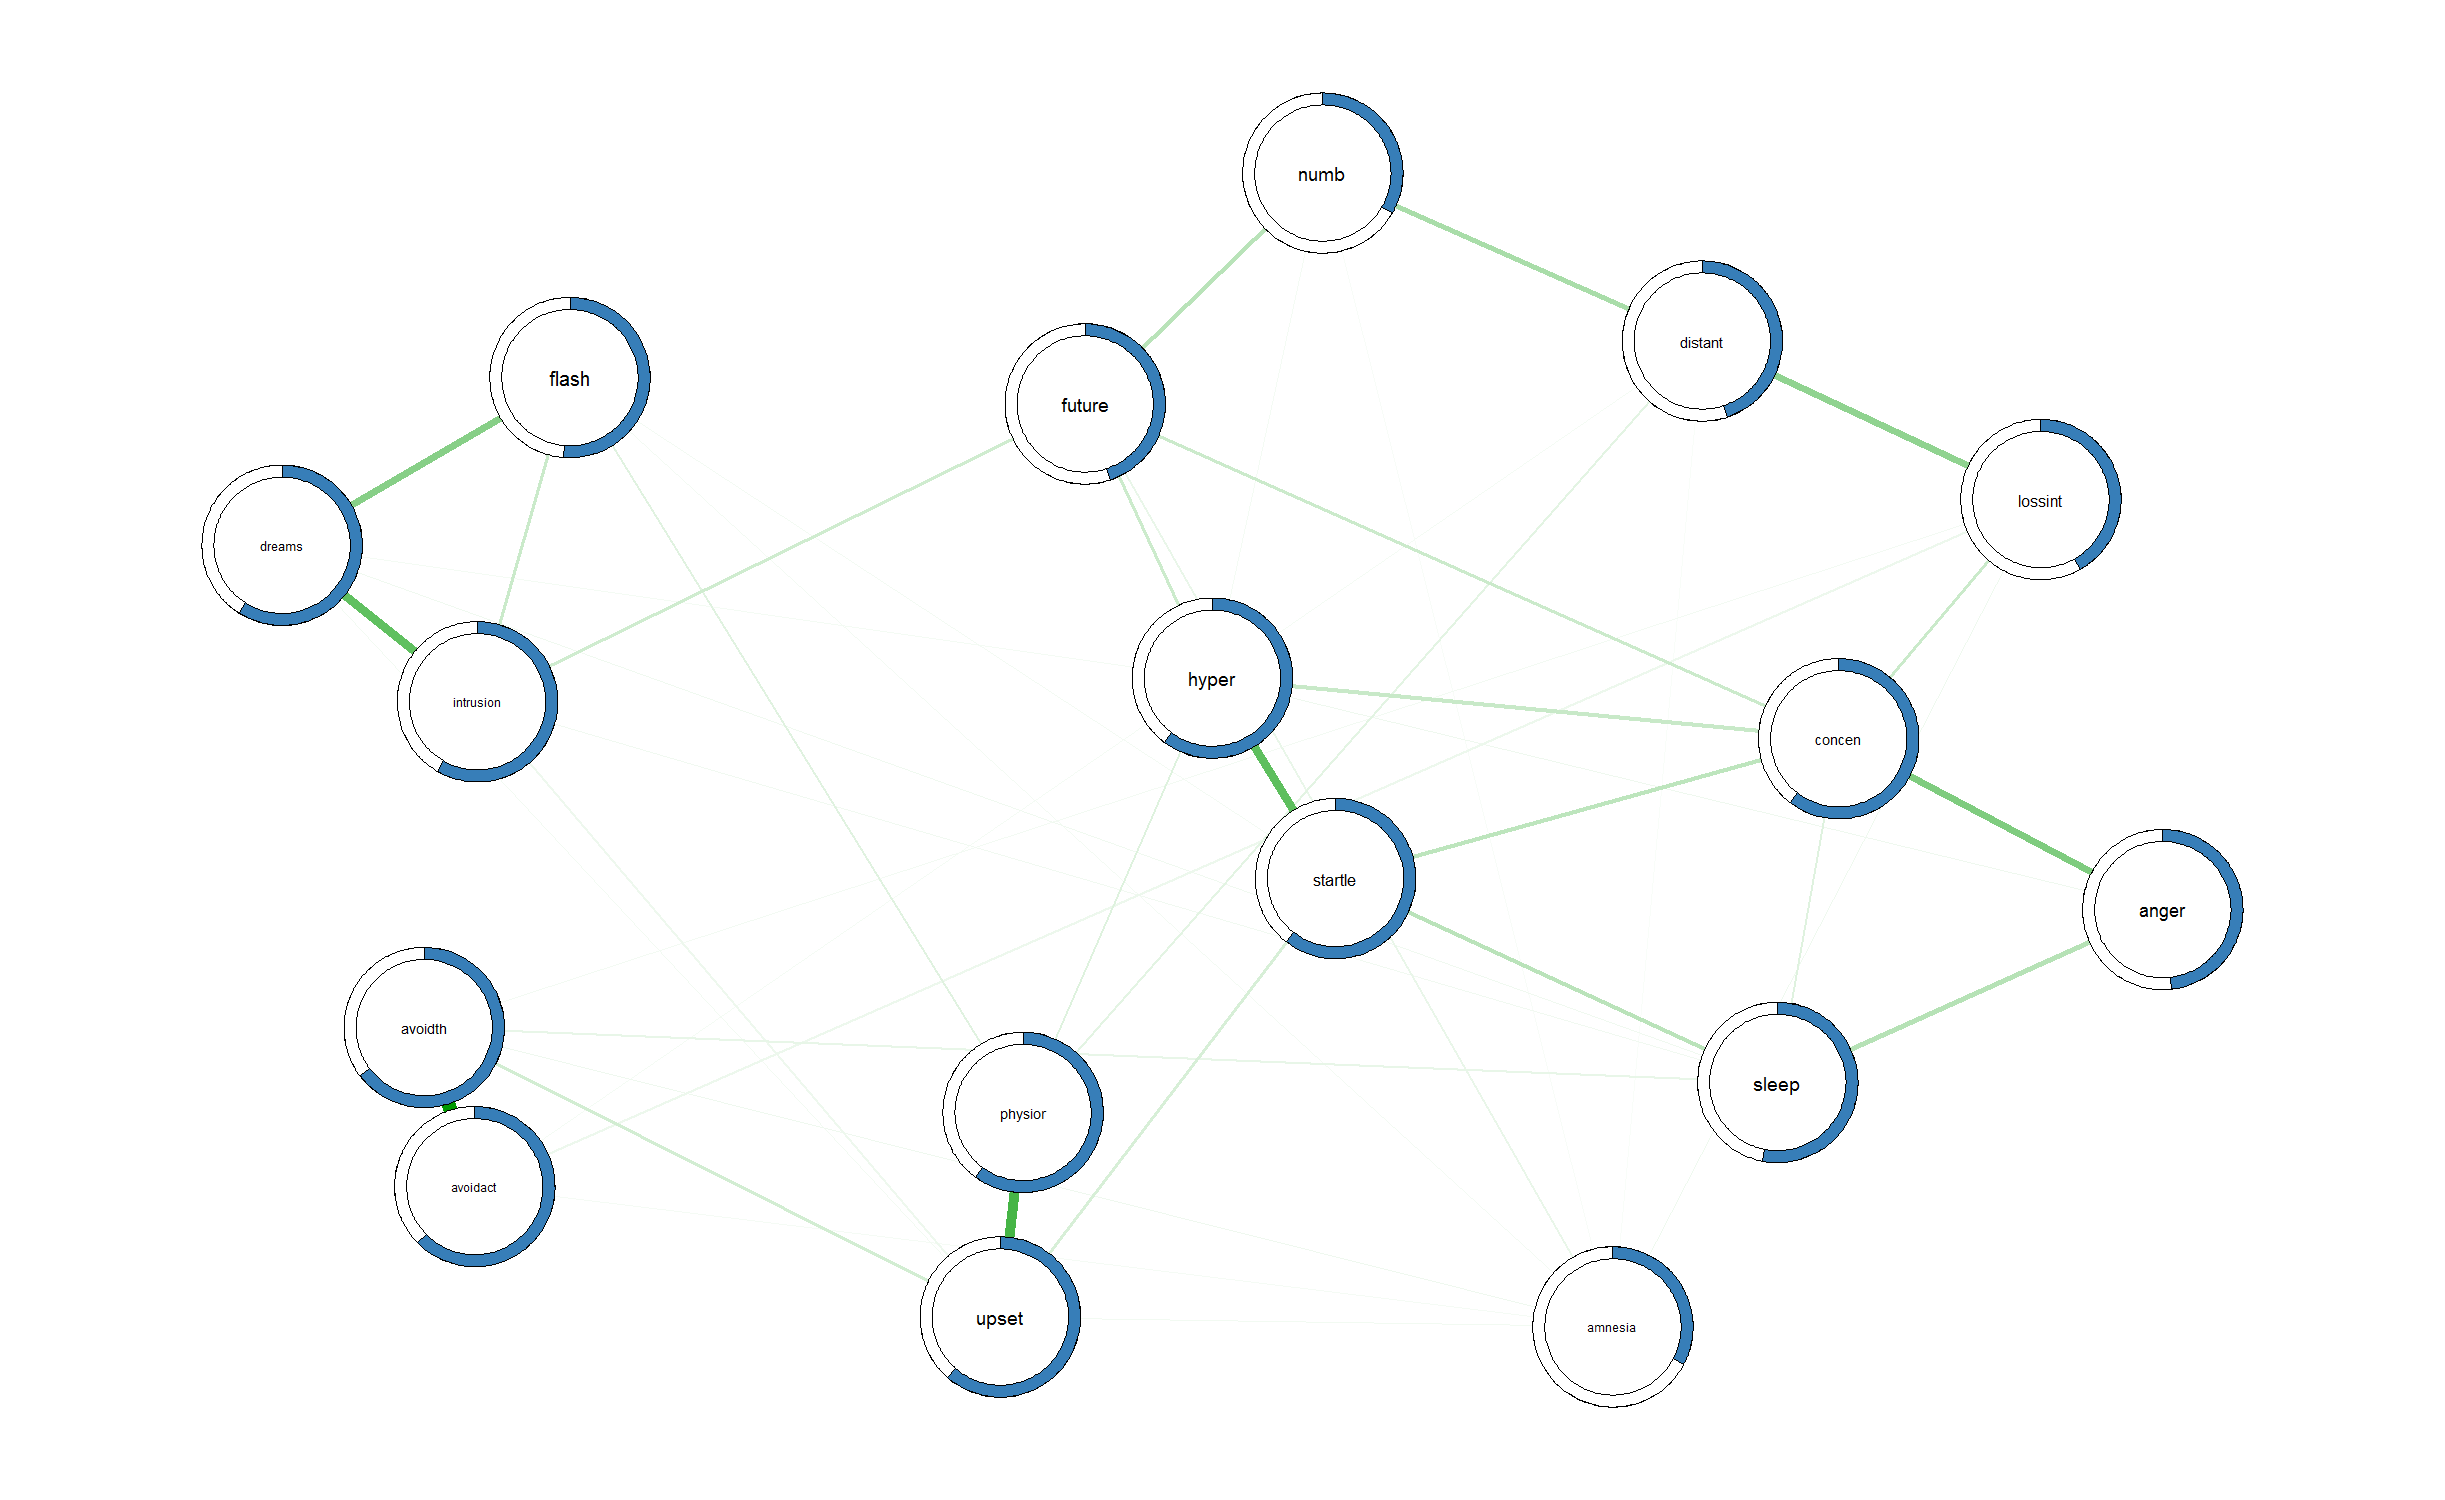 numb
distant
flash
future
lossint
dreams
intrusion
hyper
concen
startle
anger
avoidth
sleep
physior
avoidact
upset
amnesia